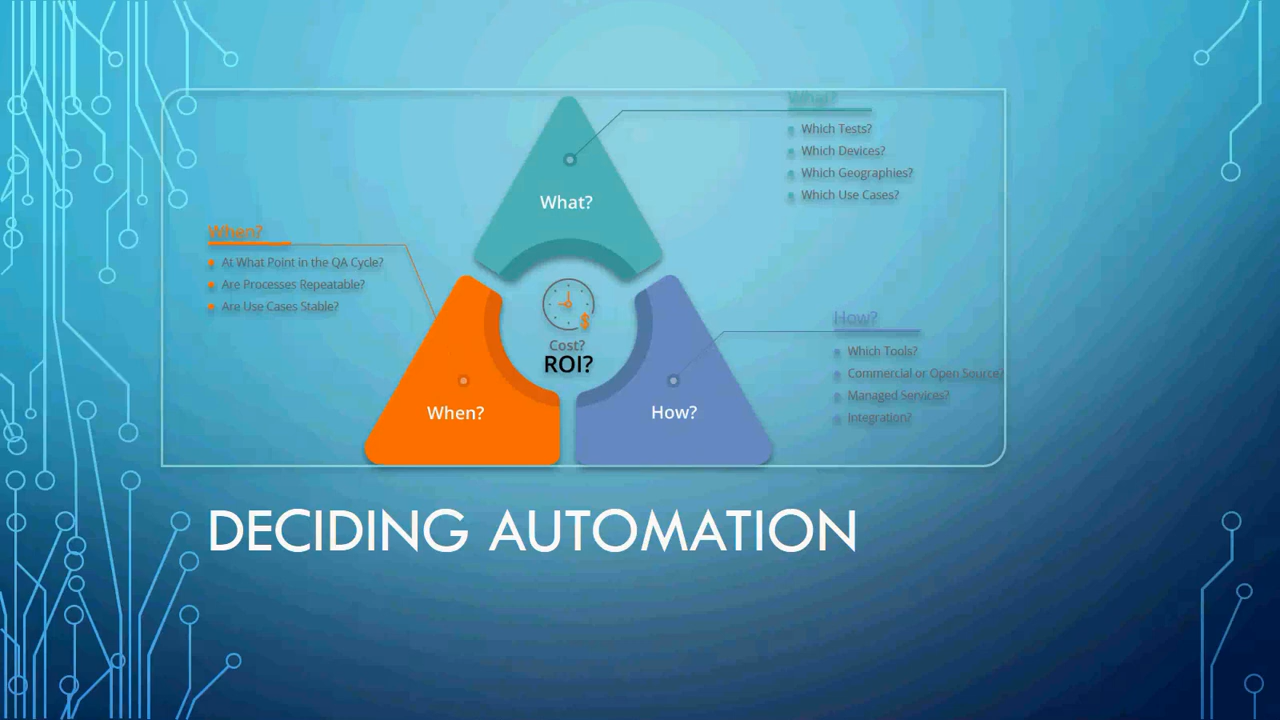 What?
Which Tests?
Which Devices?
Which Geographies?
Which Use Cases?
What?
When?
At What Point in the QA Cycle?
Are Processes Repeatable?
Are Use Cases Stable?
$
Cost?
ROI?
When?
How?
How?
Which Tools?
Commercial or Open Source?
Managed Services?
Integration?
DECIDING AUTOMATION